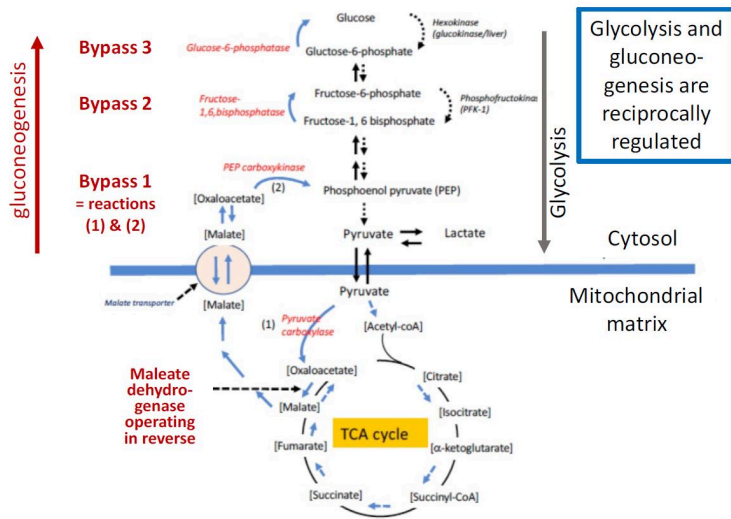 Glucose
Hexokinase
(glucokinase/liver)
Glycolysis and
gluconeo-
genesis are
reciprocally
regulated
Bypass 3
Glucose-6-phosphatase
Gluctose-6-phosphate
gluconeogenesis
Bypass 2
Fructose-
1,6,bisphosphatase
Fructose-6-phosphate
Phosphofructokinas
(PFK-1)
Fructose-1, 6 bisphosphate
Glycolysis
Bypass 1
= reactions
(1) & (2)
PEP carboxykinase
(2)
[Oxaloacetate]
Phosphoenol pyruvate (PEP)
[Malate]
Pyruvate
Lactate
Cytosol
Malate transporter
[Malate]
Pyruvate
Mitochondrial
matrix
(1)
Pyruvate
carboxylase
[Acetyl-coA]
Maleate
dehydro-
genase
operating
in reverse
[Oxaloacetate]
[Citrate]
[Malate]
[Isocitrate]
TCA cycle
[Fumarate]
[α-ketoglutarate]
[Succinate]
[Succinyl-CoA]